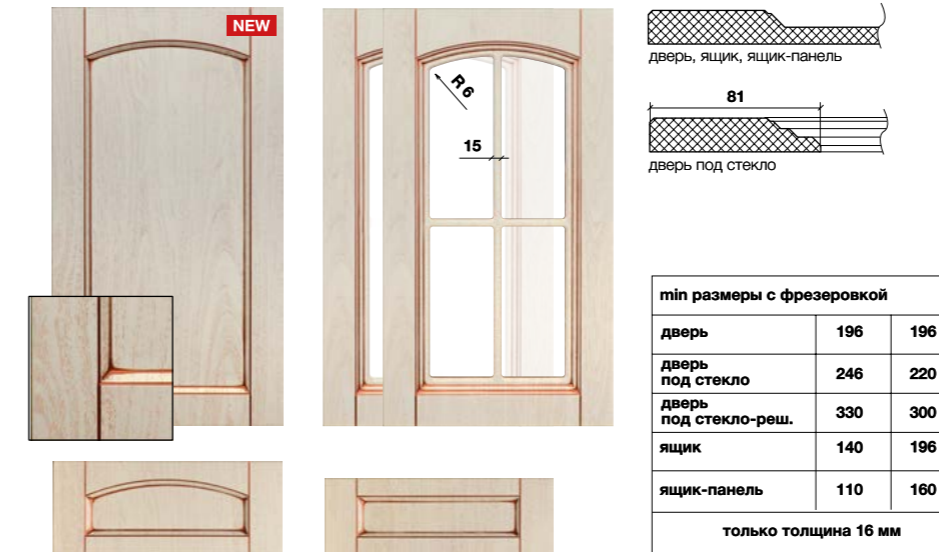 NEW
R6
15
дверь, ящик, ящик-панель
81
дверь под стекло
min размеры с фрезеровкой
дверь 196 196
дверь
под стекло 246 220
дверь
под стекло-реш. 330 300
ящик 140 196
ящик-панель 110 160
только толщина 16 мм